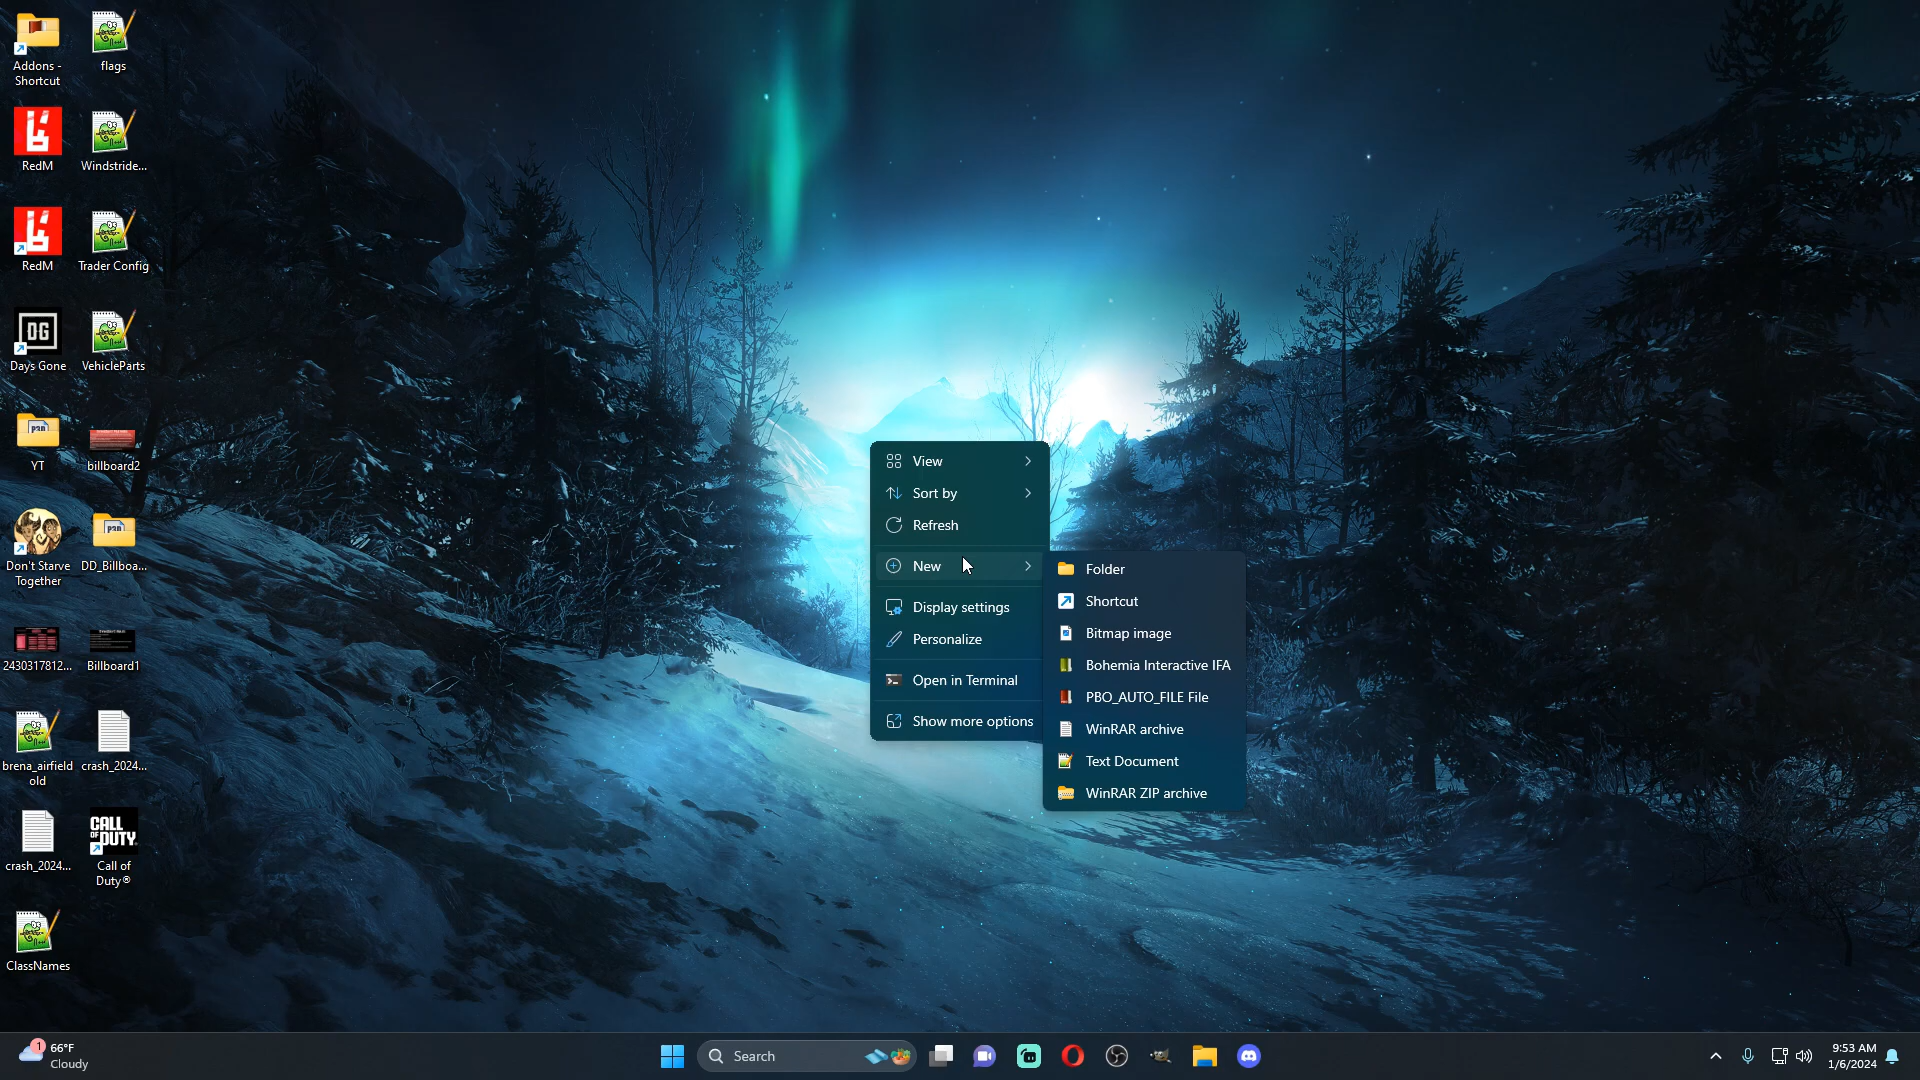 Addons -
Shortcut
flags
RedM
Windstride...
RedM
Trader Config
DG
Days Gone
VehicleParts
YT
billboard2
Don't Starve
Together
DD_Billboa...
2430317812...
Billboard1
brena_airfield
old
crash_2024...
crash_2024...
CALL
OF DUTY
Call of
Duty®
ClassNames
View
Sort by
Refresh
New
Display settings
Personalize
Open in Terminal
Show more options
Folder
Shortcut
Bitmap image
Bohemia Interactive IFA
PBO_AUTO_FILE File
WinRAR archive
Text Document
WinRAR ZIP archive
1
66°F
Cloudy
Search
9:53 AM
1/6/2024